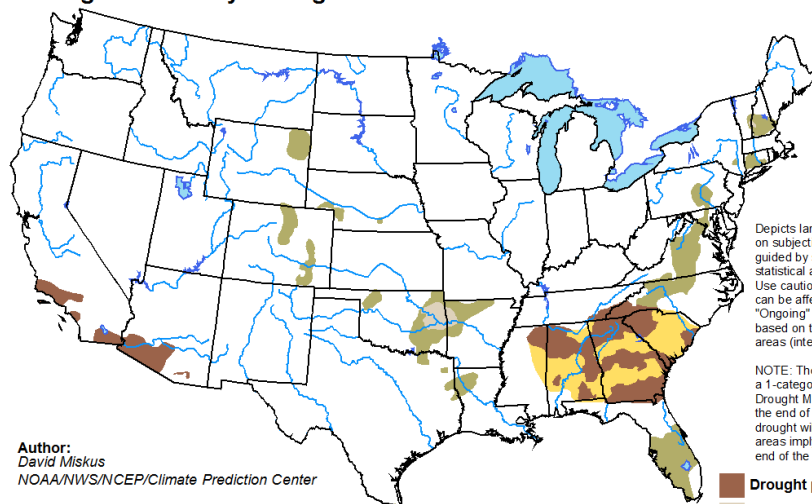 Depicts lar
on subject
guided by
statistical a
Use cautio
can be affe
"Ongoing"
based on t
areas (inte
NOTE: The
a 1-catego
Drought M
the end of
drought wi
areas impl
end of the
Author:
David Miskus
NOAA/NWS/NCEP/Climate Prediction Center
Drought